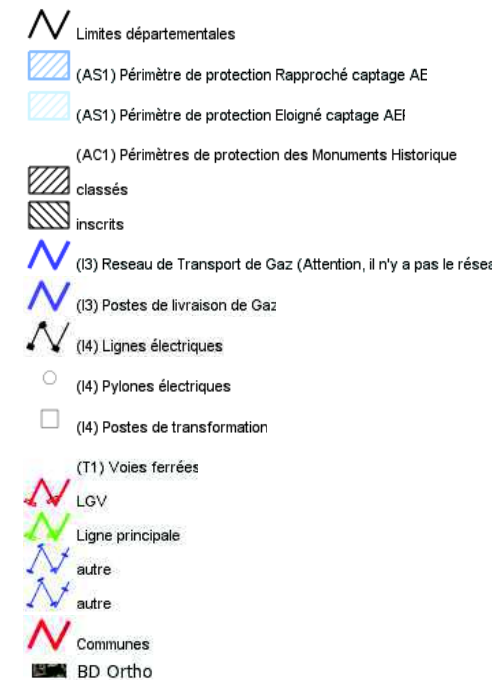 Limites départementales
(AS1) Périmètre de protection Rapproché captage AE
(AS1) Périmètre de protection Eloigné captage AEI
(AC1) Périmètres de protection des Monuments Historique
classés
inscrits
(I3) Reseau de Transport de Gaz (Attention, il n'y a pas le résea
(I3) Postes de livraison de Gaz
(I4) Lignes électriques
(I4) Pylones électriques
(I4) Postes de transformation
(T1) Voies ferrées
LGV
Ligne principale
autre
autre
Communes
BD Ortho